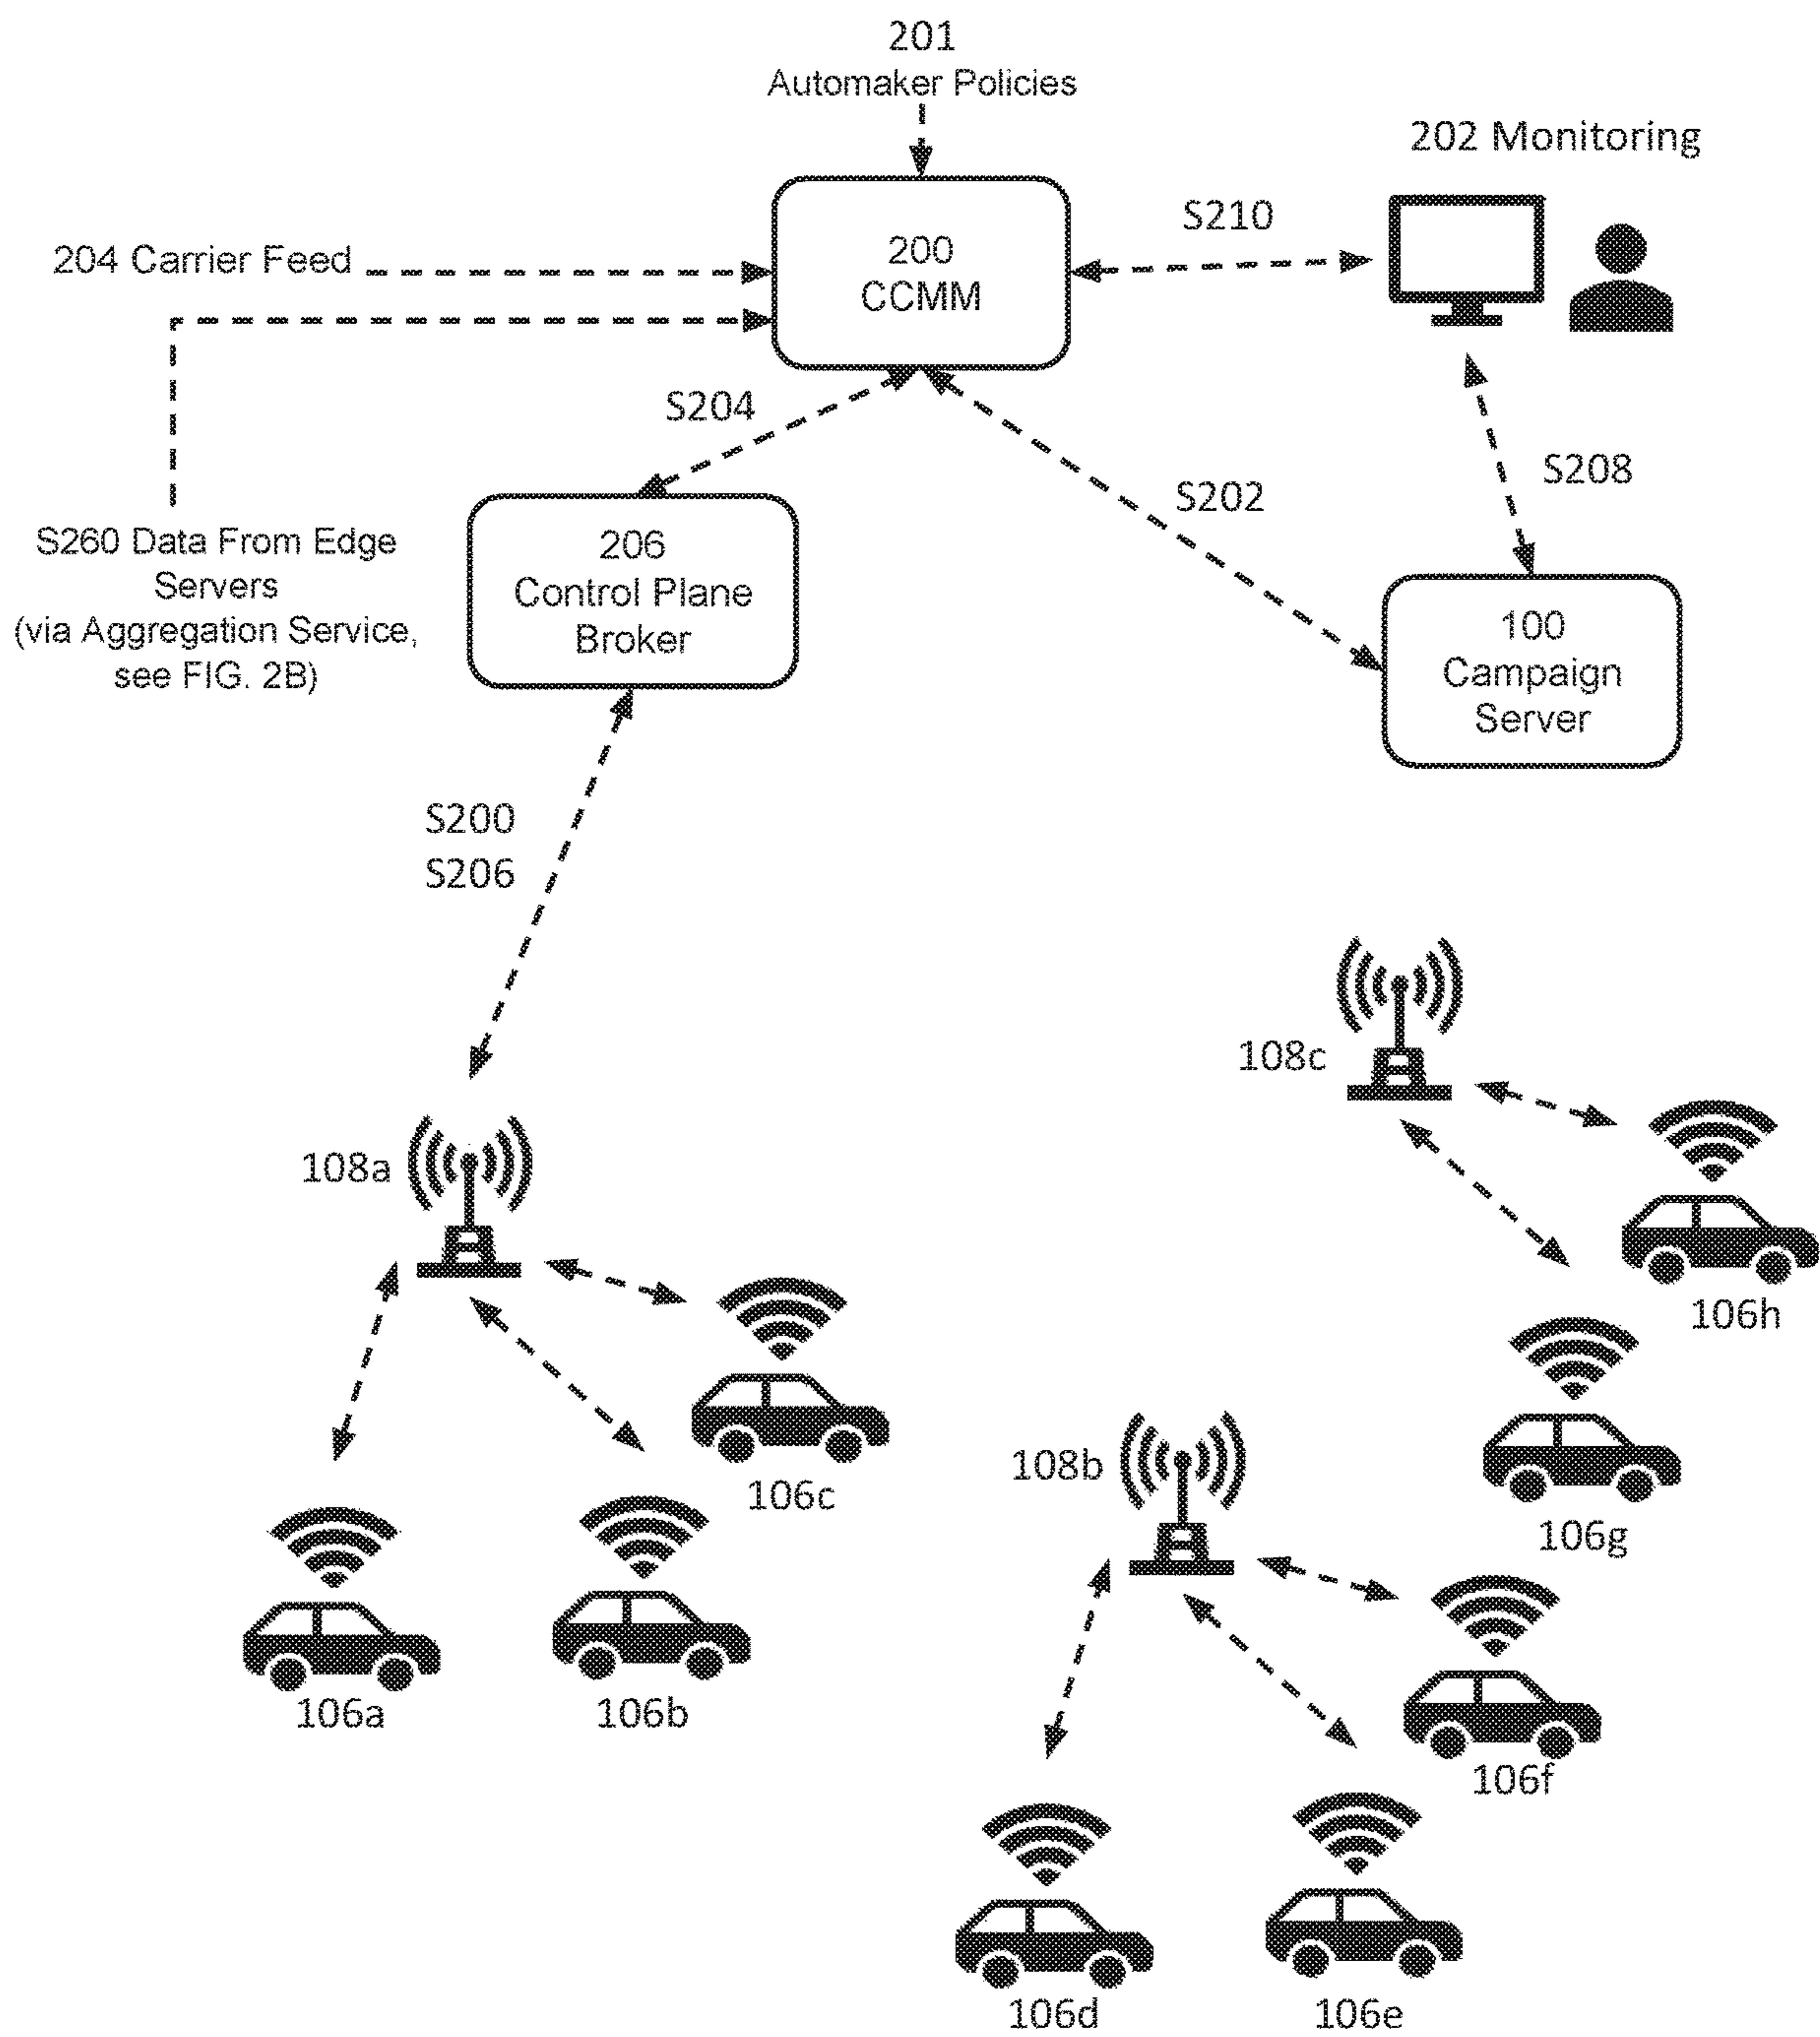 201
Automaker Policies
202 Monitoring
S210
204 Carrier Feed
200
CCMM
S204
S202
S208
S260 Data From Edge
Servers
(via Aggregation Service,
see FIG. 2B)
206
Control Plane
Broker
100
Campaign
Server
S200
S206
108c
108a
106h
106c
108b
106g
106a
106b
106f
106d
106e